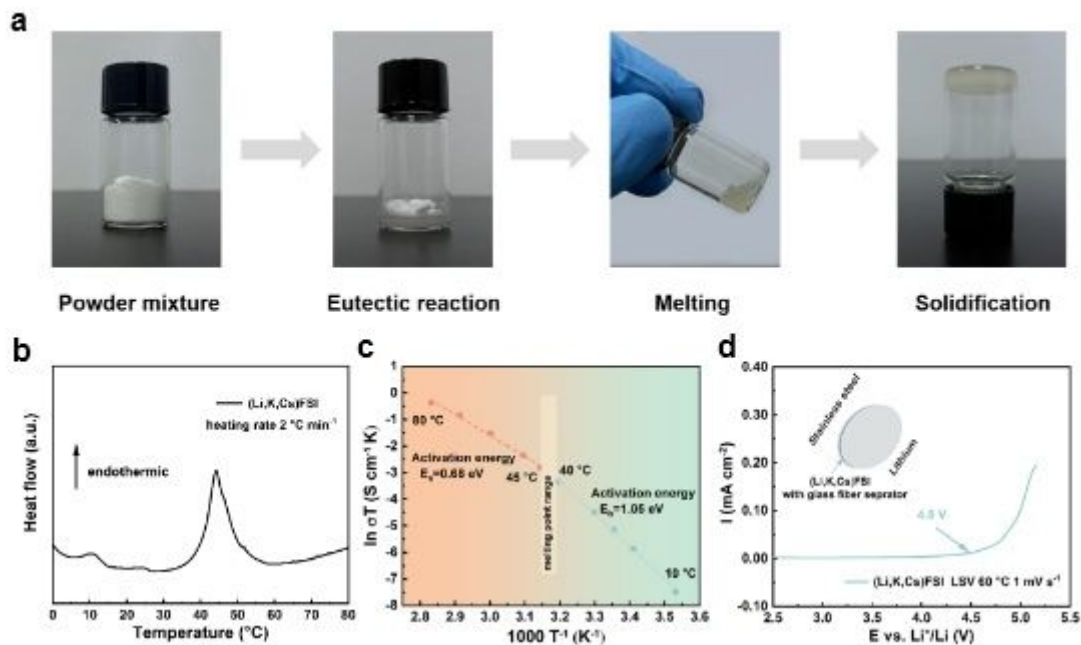 a
Powder mixture
Eutectic reaction
Melting
Solidification
b
(Li,K,Cs)FSI
heating rate 2 °C min⁻¹
endothermic
Heat flow (a.u.)
0 10 20 30 40 50 60 70 80
Temperature (°C)
c
1
0
-1
-2
-3
-4
-5
-6
-7
-8
ln σT (S cm⁻¹ K)
80 °C
Activation energy
Eₐ=0.66 eV
45 °C
40 °C
melting point range
Activation energy
Eₐ=1.05 eV
10 °C
2.8 2.9 3.0 3.1 3.2 3.3 3.4 3.5 3.6
1000 T⁻¹ (K⁻¹)
d
0.40
0.30
0.20
0.10
0.00
-0.10
I (mA cm⁻²)
Stainless steel
Lithium
(Li,K,Cs)FSI
with glass fiber seprator
(Li,K,Cs)FSI LSV 60 °C 1 mV s⁻¹
2.5 3.0 3.5 4.0 4.5 5.0 5.5
E vs. Li⁺/Li (V)